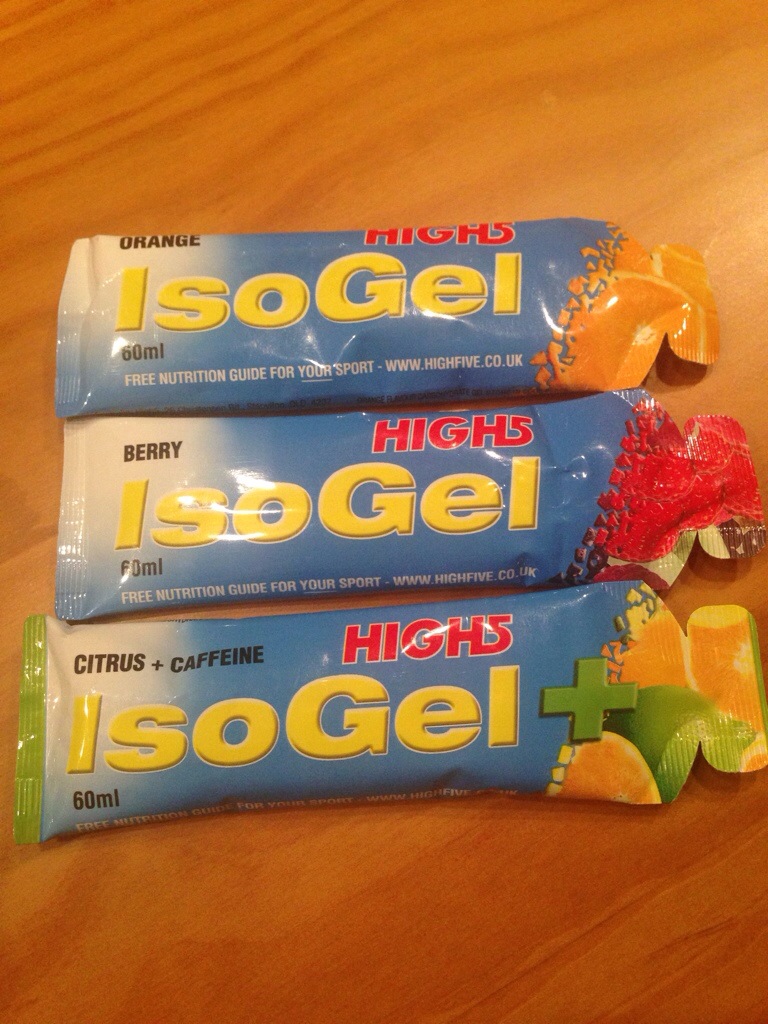 ORANGE
HIGH5
IsoGel
60ml
FREE NUTRITION GUIDE FOR YOUR SPORT - WWW.HIGHFIVE.CO.UK
BERRY
HIGH5
IsoGel
60ml
FREE NUTRITION GUIDE FOR YOUR SPORT - WWW.HIGHFIVE.CO.UK
CITRUS + CAFFEINE
HIGH5
IsoGel+
60ml
FREE NUTRITION GUIDE FOR YOUR SPORT - WWW.HIGHFIVE.CO.UK